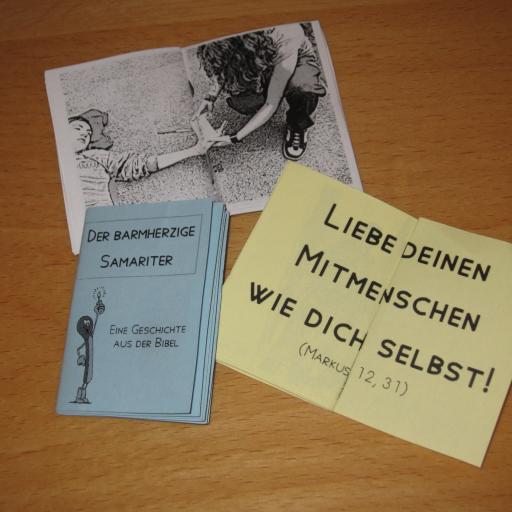 DER BARMHERZIGE
SAMARITER
EINE GESCHICHTE
AUS DER BIBEL
LIEBE DEINEN
MITMENSCHEN
WIE DICH SELBST!
(MARKUS 12, 31)